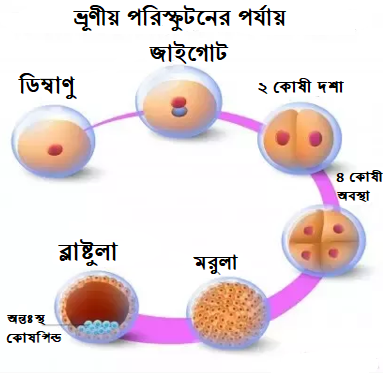 ভ্রূণীয় পরিস্ফুটনের পর্যায়
জাইগোট
ডিম্বাণু
২ কোষী দশা
৪ কোষী
অবস্থা
ব্লাষ্টুলা
মরুলা
অন্তঃস্থ
কোষপিন্ড